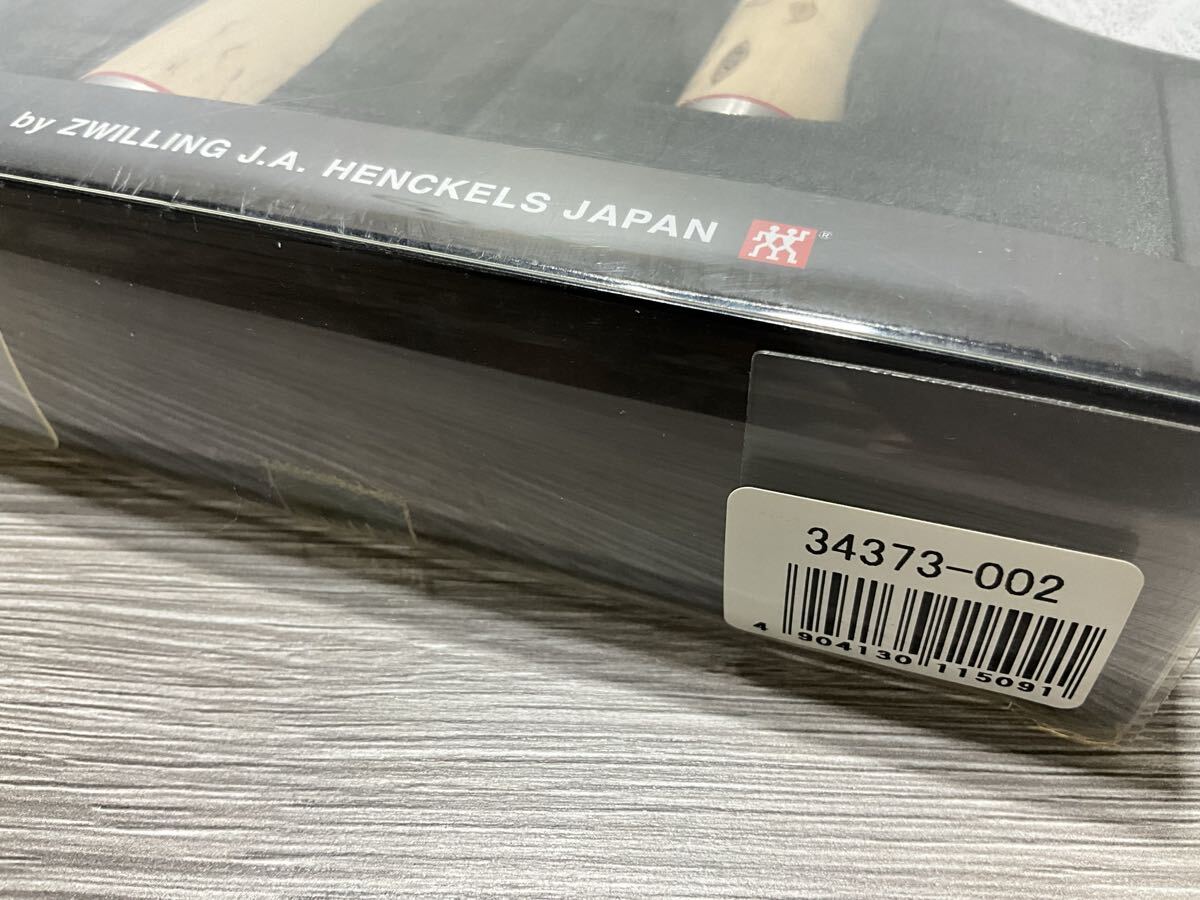 by ZWILLING J.A. HENCKELS JAPAN ®
34373-002
4 904130 115091